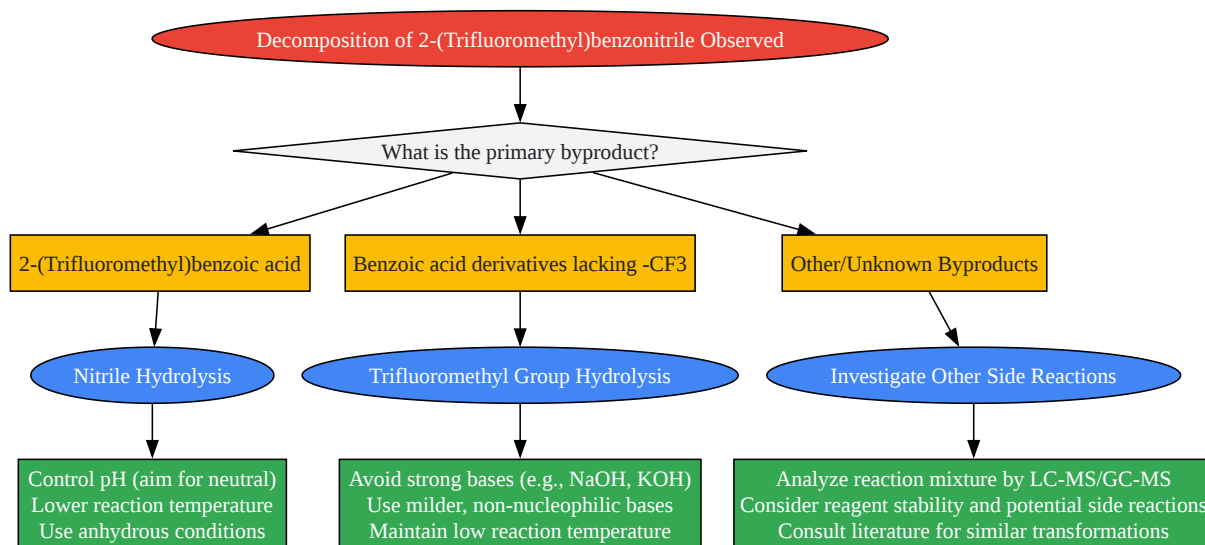 Decomposition of 2-(Trifluoromethyl)benzonitrile Observed
What is the primary byproduct?
2-(Trifluoromethyl)benzoic acid
Benzoic acid derivatives lacking -CF3
Other/Unknown Byproducts
Nitrile Hydrolysis
Trifluoromethyl Group Hydrolysis
Investigate Other Side Reactions
Control pH (aim for neutral)
Lower reaction temperature
Use anhydrous conditions
Avoid strong bases (e.g., NaOH, KOH)
Use milder, non-nucleophilic bases
Maintain low reaction temperature
Analyze reaction mixture by LC-MS/GC-MS
Consider reagent stability and potential side reactions
Consult literature for similar transformations